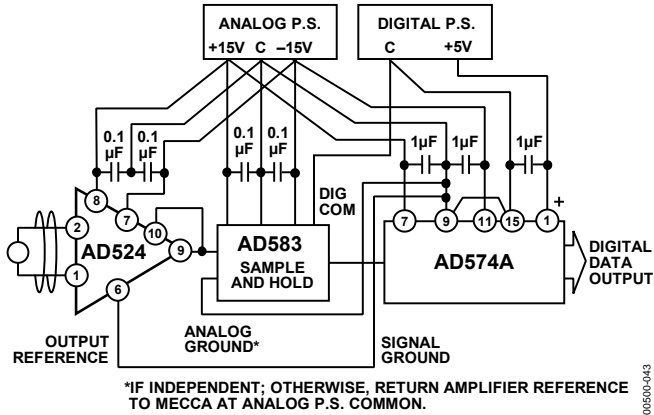 ANALOG P.S.
+15V C –15V
DIGITAL P.S.
C +5V
0.1
µF
0.1
µF
0.1
µF
0.1
µF
1µF
1µF
1µF
+
DIG
COM
8
7
10
9
2
1
6
AD524
AD583
SAMPLE
AND HOLD
7
9
11
15
1
AD574A
DIGITAL
DATA
OUTPUT
OUTPUT
REFERENCE
ANALOG
GROUND*
SIGNAL
GROUND
*IF INDEPENDENT; OTHERWISE, RETURN AMPLIFIER REFERENCE
TO MECCA AT ANALOG P.S. COMMON.
00500-043